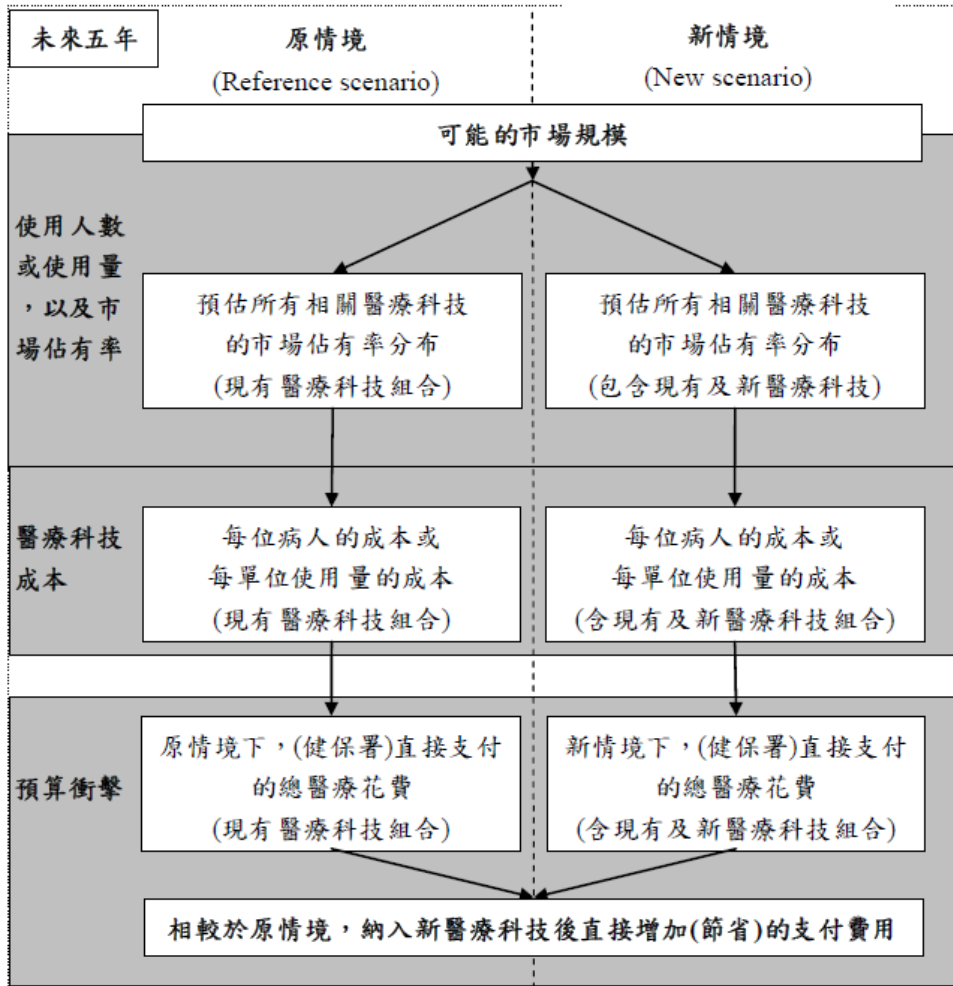 未來五年
原情境
(Reference scenario)
新情境
(New scenario)
可能的市場規模
使用人數
或使用量
，以及市
場佔有率
預估所有相關醫療科技
的市場佔有率分布
(現有醫療科技組合)
預估所有相關醫療科技
的市場佔有率分布
(包含現有及新醫療科技)
醫療科技
成本
每位病人的成本或
每單位使用量的成本
(現有醫療科技組合)
每位病人的成本或
每單位使用量的成本
(含現有及新醫療科技組合)
預算衝擊
原情境下，(健保署)直接支付
的總醫療花費
(現有醫療科技組合)
新情境下，(健保署)直接支付
的總醫療花費
(含現有及新醫療科技組合)
相較於原情境，納入新醫療科技後直接增加(節省)的支付費用